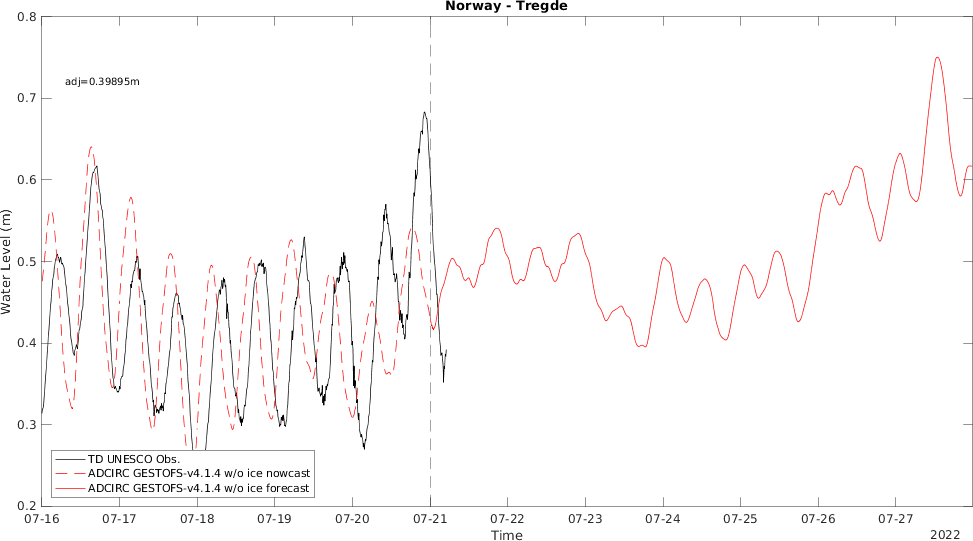 Norway - Tregde
Water Level (m)
0.8
0.7
0.6
0.5
0.4
0.3
0.2
adj=0.39895m
TD UNESCO Obs.
ADCIRC GESTOFS-v4.1.4 w/o ice nowcast
ADCIRC GESTOFS-v4.1.4 w/o ice forecast
07-16 07-17 07-18 07-19 07-20 07-21 07-22 07-23 07-24 07-25 07-26 07-27
Time
2022